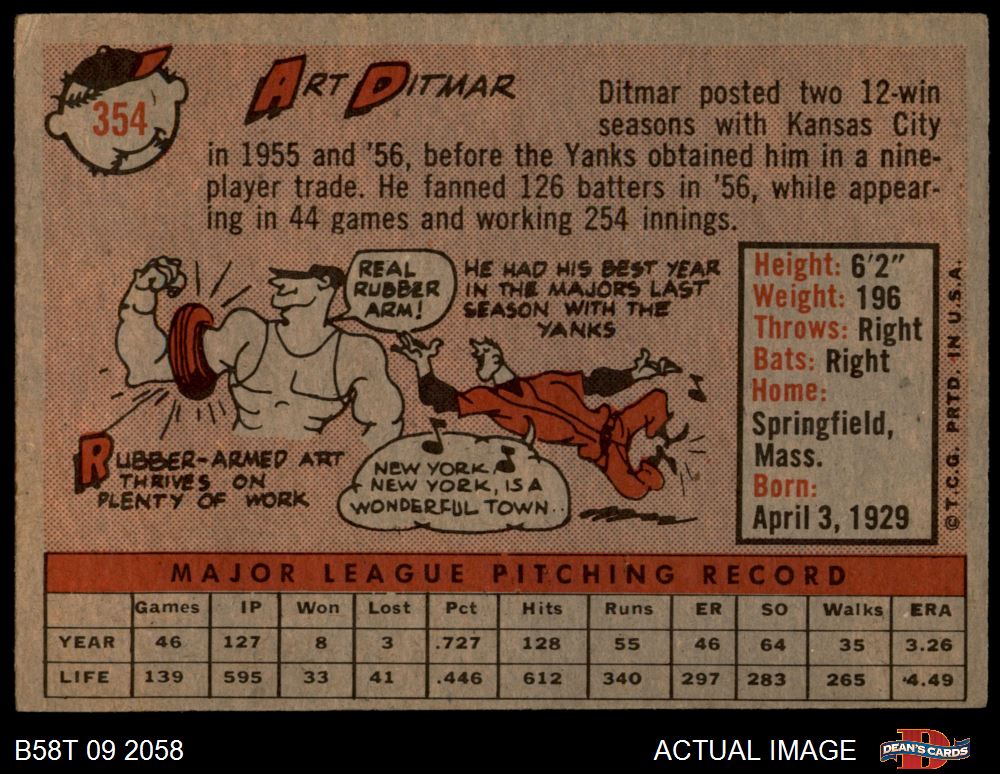 354
ART DITMAR
Ditmar posted two 12-win
seasons with Kansas City
in 1955 and '56, before the Yanks obtained him in a nine-
player trade. He fanned 126 batters in '56, while appear-
ing in 44 games and working 254 innings.
REAL
RUBBER
ARM!
HE HAD HIS BEST YEAR
IN THE MAJORS LAST
SEASON WITH THE
YANKS
RUBBER-ARMED ART
THRIVES ON
PLENTY OF WORK
NEW YORK,
NEW YORK, IS A
WONDERFUL TOWN..
Height: 6'2"
Weight: 196
Throws: Right
Bats: Right
Home:
Springfield,
Mass.
Born:
April 3, 1929
© T.C.G. PRTD. IN U.S.A.
MAJOR LEAGUE PITCHING RECORD
Games IP Won Lost Pct Hits Runs ER SO Walks ERA
YEAR 46 127 8 3 .727 128 55 46 64 35 3.26
LIFE 139 595 33 41 .446 612 340 297 283 265 4.49
B58T 09 2058
ACTUAL IMAGE
DEAN'S CARDS